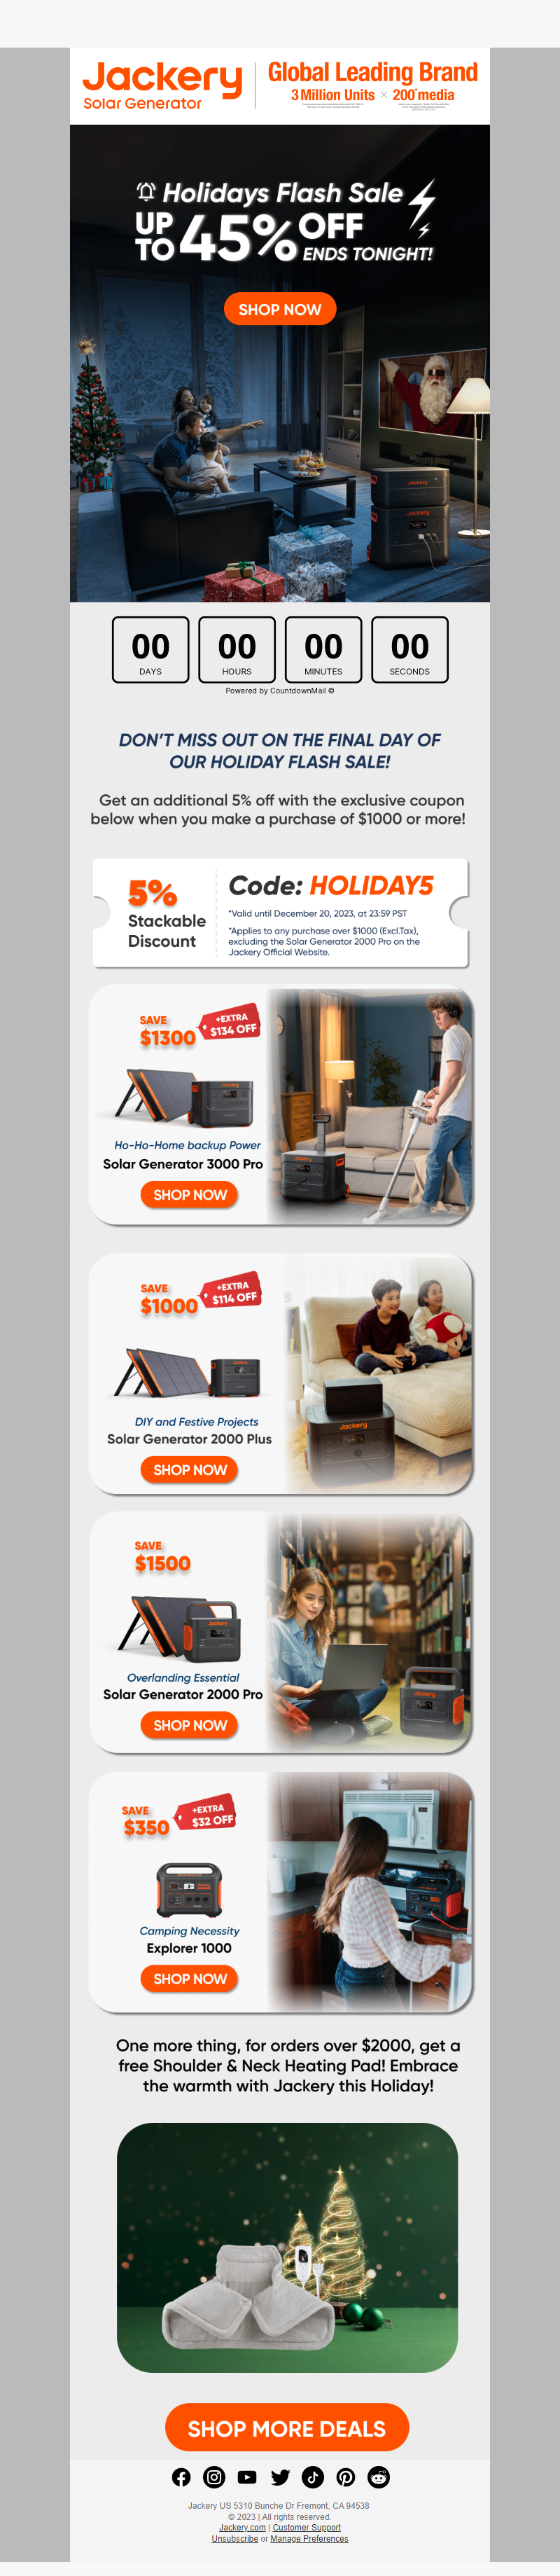 Jackery
Solar Generator
Global Leading Brand
3 Million Units × 200+media
Holidays Flash Sale
UP TO 45% OFF
ENDS TONIGHT!
SHOP NOW
Jackery
Jackery
00 00 00 00
DAYS HOURS MINUTES SECONDS
Powered by CountdownMail ©
DON'T MISS OUT ON THE FINAL DAY OF
OUR HOLIDAY FLASH SALE!
Get an additional 5% off with the exclusive coupon
below when you make a purchase of $1000 or more!
5%
Stackable
Discount
Code: HOLIDAY5
*Valid until December 20, 2023, at 23:59 PST
*Applies to any purchase over $1000 (Excl.Tax),
excluding the Solar Generator 2000 Pro on the
Jackery Official Website.
SAVE
$1300
+EXTRA
$134 OFF
Jackery
Jackery
Ho-Ho-Home backup Power
Solar Generator 3000 Pro
SHOP NOW
SAVE
$1000
+EXTRA
$114 OFF
Jackery
DIY and Festive Projects
Solar Generator 2000 Plus
SHOP NOW
SAVE
$1500
Jackery
Jackery
Overlanding Essential
Solar Generator 2000 Pro
SHOP NOW
SAVE
$350
+EXTRA
$32 OFF
Camping Necessity
Explorer 1000
SHOP NOW
One more thing, for orders over $2000, get a
free Shoulder & Neck Heating Pad! Embrace
the warmth with Jackery this Holiday!
SHOP MORE DEALS
Jackery US 5310 Bunche Dr Fremont, CA 94538
© 2023 | All rights reserved.
Jackery.com | Customer Support
Unsubscribe or Manage Preferences